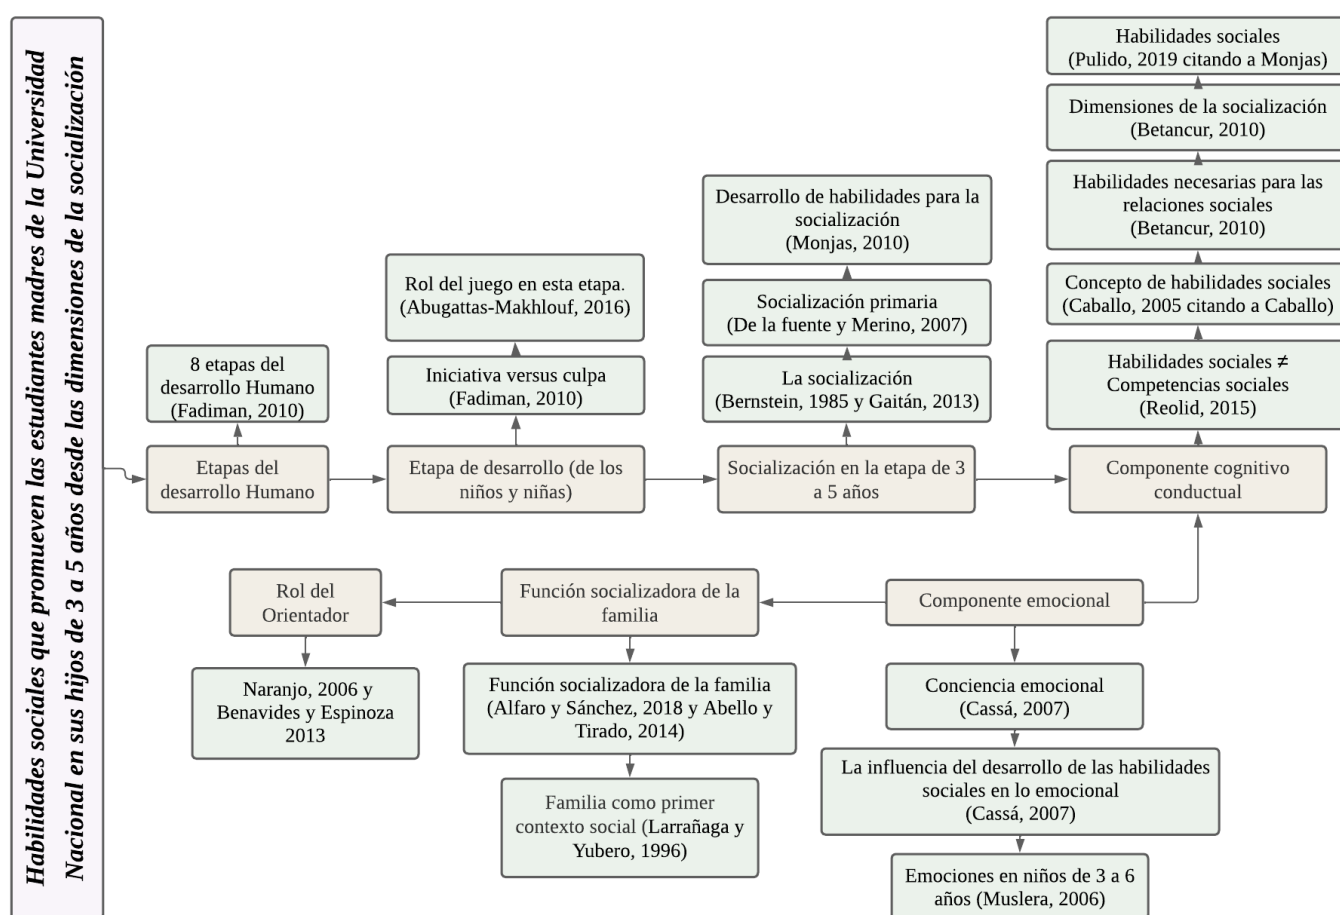 Habilidades sociales que promueven las estudiantes madres de la Universidad
Nacional en sus hijos de 3 a 5 años desde las dimensiones de la socialización
8 etapas del
desarrollo Humano
(Fadiman, 2010)
Etapas del
desarrollo Humano
Rol del juego en esta etapa.
(Abugattas-Makhlouf, 2016)
Iniciativa versus culpa
(Fadiman, 2010)
Etapa de desarrollo (de los
niños y niñas)
Desarrollo de habilidades para la
socialización
(Monjas, 2010)
Socialización primaria
(De la fuente y Merino, 2007)
La socialización
(Bernstein, 1985 y Gaitán, 2013)
Socialización en la etapa de 3
a 5 años
Habilidades sociales
(Pulido, 2019 citando a Monjas)
Dimensiones de la socialización
(Betancur, 2010)
Habilidades necesarias para las
relaciones sociales
(Betancur, 2010)
Concepto de habilidades sociales
(Caballo, 2005 citando a Caballo)
Habilidades sociales ≠
Competencias sociales
(Reolid, 2015)
Componente cognitivo
conductual
Componente emocional
Conciencia emocional
(Cassá, 2007)
La influencia del desarrollo de las habilidades
sociales en lo emocional
(Cassá, 2007)
Emociones en niños de 3 a 6
años (Muslera, 2006)
Función socializadora de la
familia
Función socializadora de la familia
(Alfaro y Sánchez, 2018 y Abello y
Tirado, 2014)
Familia como primer
contexto social (Larrañaga y
Yubero, 1996)
Rol del
Orientador
Naranjo, 2006 y
Benavides y Espinoza
2013